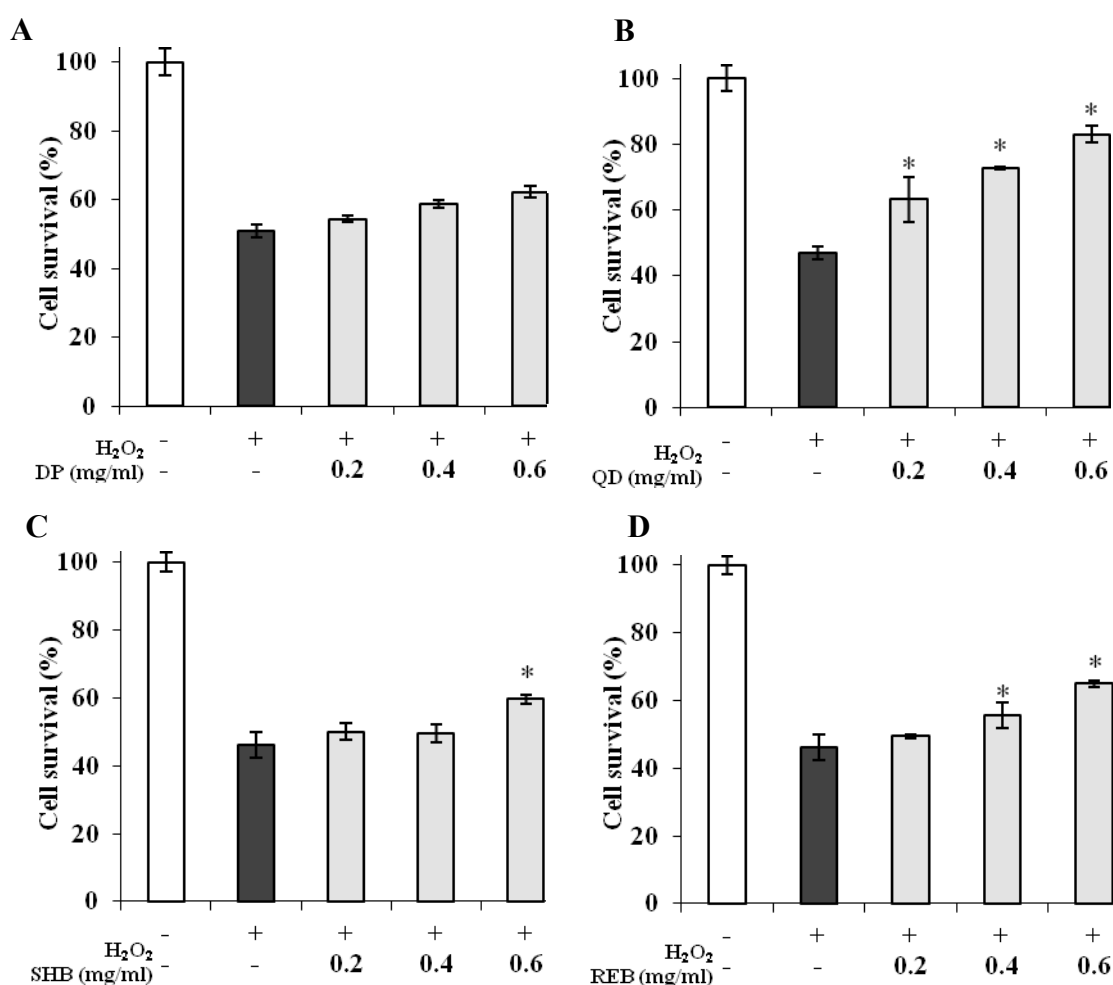 A
Cell survival (%)
100
80
60
40
20
0
H₂O₂ - + + + +
DP (mg/ml) - - 0.2 0.4 0.6
B
Cell survival (%)
100
80
60
40
20
0
* * *
H₂O₂ - + + + +
QD (mg/ml) - - 0.2 0.4 0.6
C
Cell survival (%)
100
80
60
40
20
0
*
H₂O₂ - + + + +
SHB (mg/ml) - - 0.2 0.4 0.6
D
Cell survival (%)
100
80
60
40
20
0
* *
H₂O₂ - + + + +
REB (mg/ml) - - 0.2 0.4 0.6